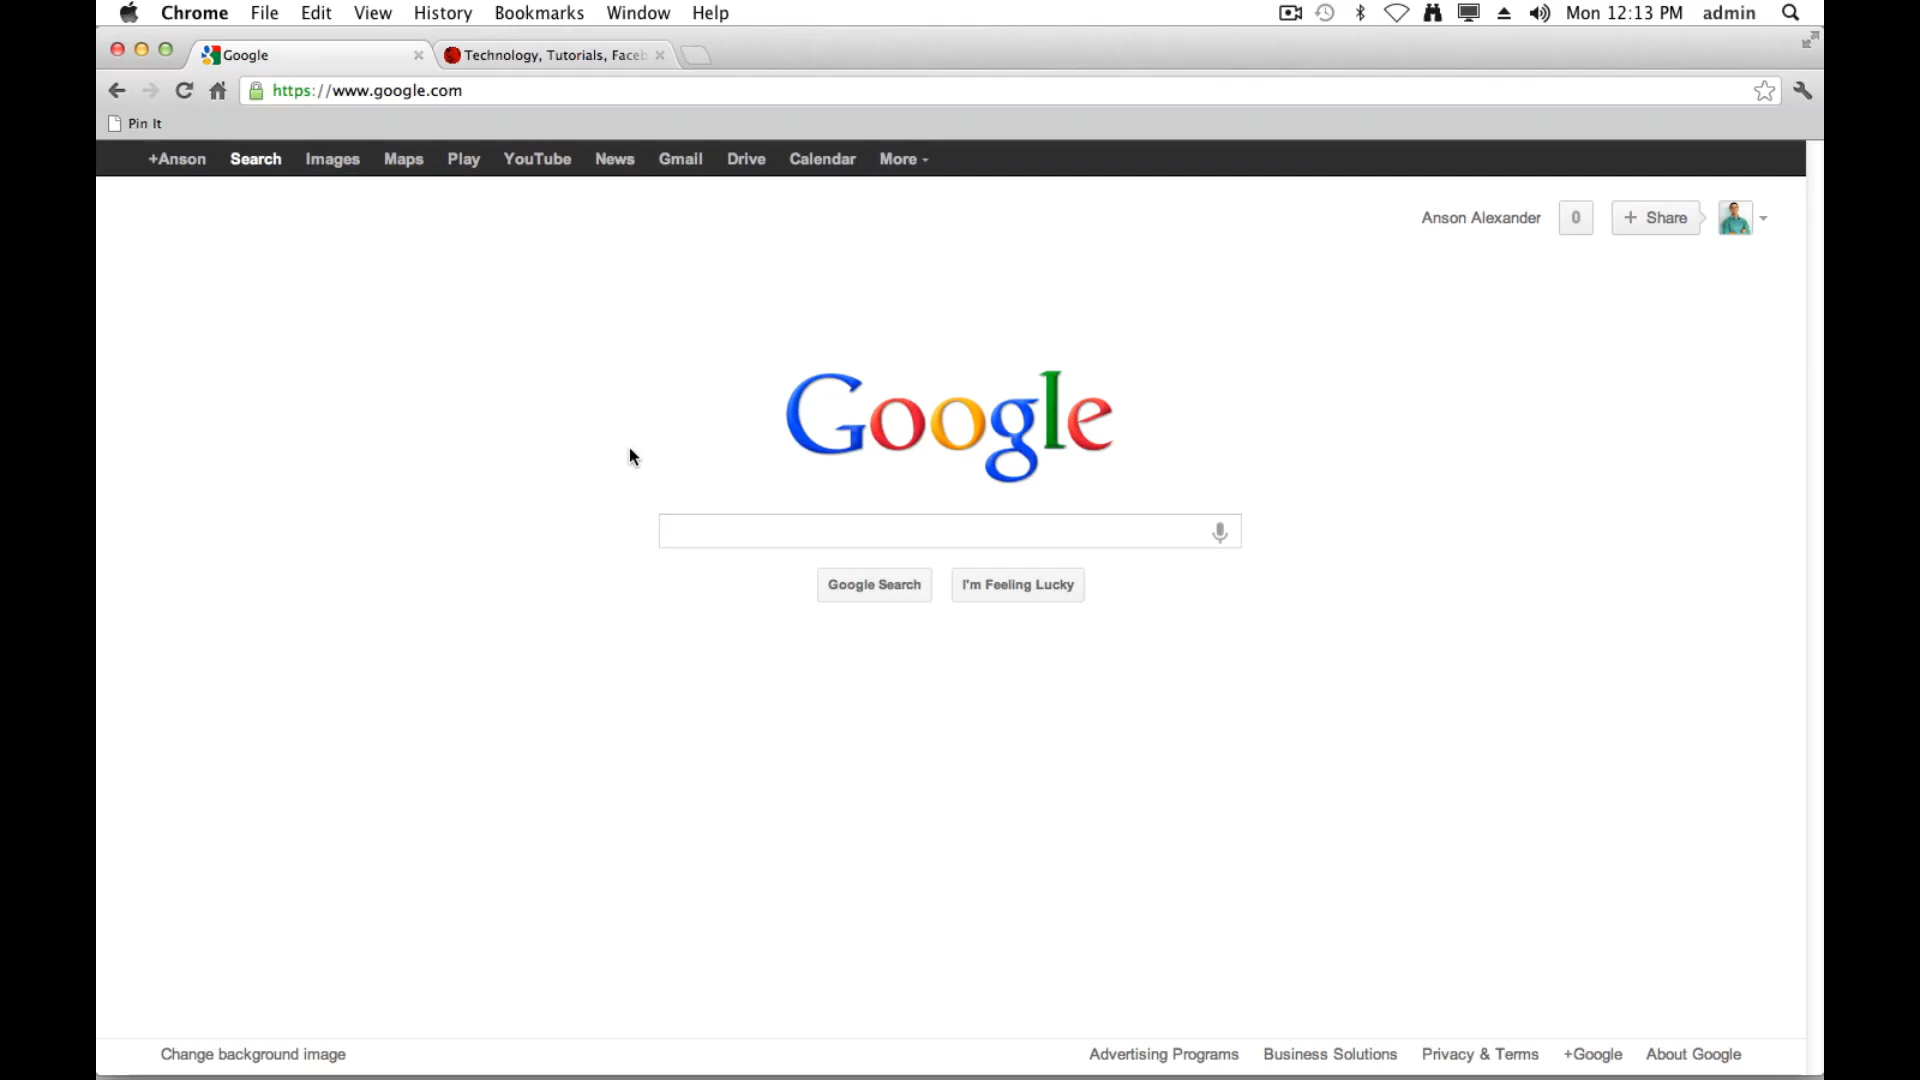 Chrome File Edit View History Bookmarks Window Help Mon 12:13 PM admin
Google Technology, Tutorials, Faceb
https://www.google.com
Pin It
+Anson Search Images Maps Play YouTube News Gmail Drive Calendar More
Anson Alexander 0 + Share
Google
Google Search I'm Feeling Lucky
Change background image Advertising Programs Business Solutions Privacy & Terms +Google About Google